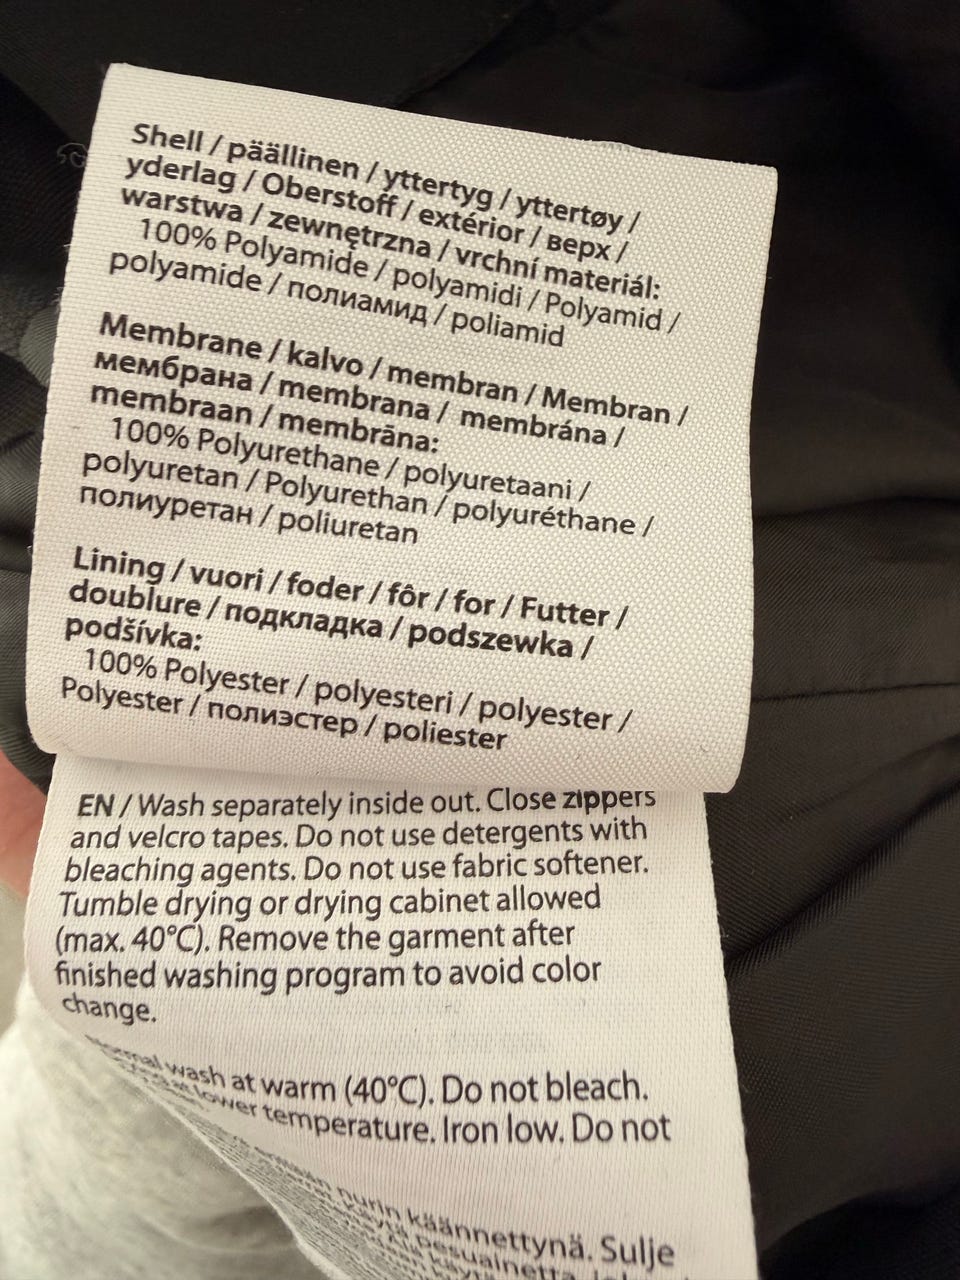 Shell / päällinen / yttertyg / yttertøy /
yderlag / Oberstoff / extérior / верх /
warstwa / zewnętrzna / vrchní materiál:
100% Polyamide / polyamidi / Polyamid /
polyamide / полиамид / poliamid
Membrane / kalvo / membran / Membran /
мембрана / membrana / membrána /
membraan / membrāna:
100% Polyurethane / polyuretaani /
polyuretan / Polyurethan / polyuréthane /
полиуретан / poliuretan
Lining / vuori / foder / fôr / for / Futter /
doublure / подкладка / podszewka /
podšívka:
100% Polyester / polyesteri / polyester /
Polyester / полиэстер / poliester
EN / Wash separately inside out. Close zippers
and velcro tapes. Do not use detergents with
bleaching agents. Do not use fabric softener.
Tumble drying or drying cabinet allowed
(max. 40°C). Remove the garment after
finished washing program to avoid color
change.
Normal wash at warm (40°C). Do not bleach.
at lower temperature. Iron low. Do not
nurin käännettynä. Sulje
pesuainetta